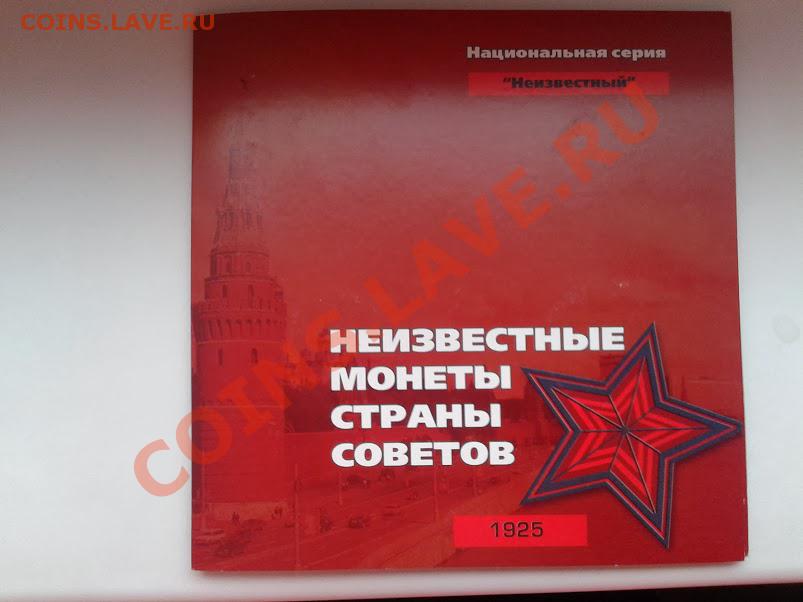 COINS.LAVE.RU
Национальная серия
"Неизвестный"
COINS.LAVE.RU
НЕИЗВЕСТНЫЕ
МОНЕТЫ
СТРАНЫ
СОВЕТОВ
1925